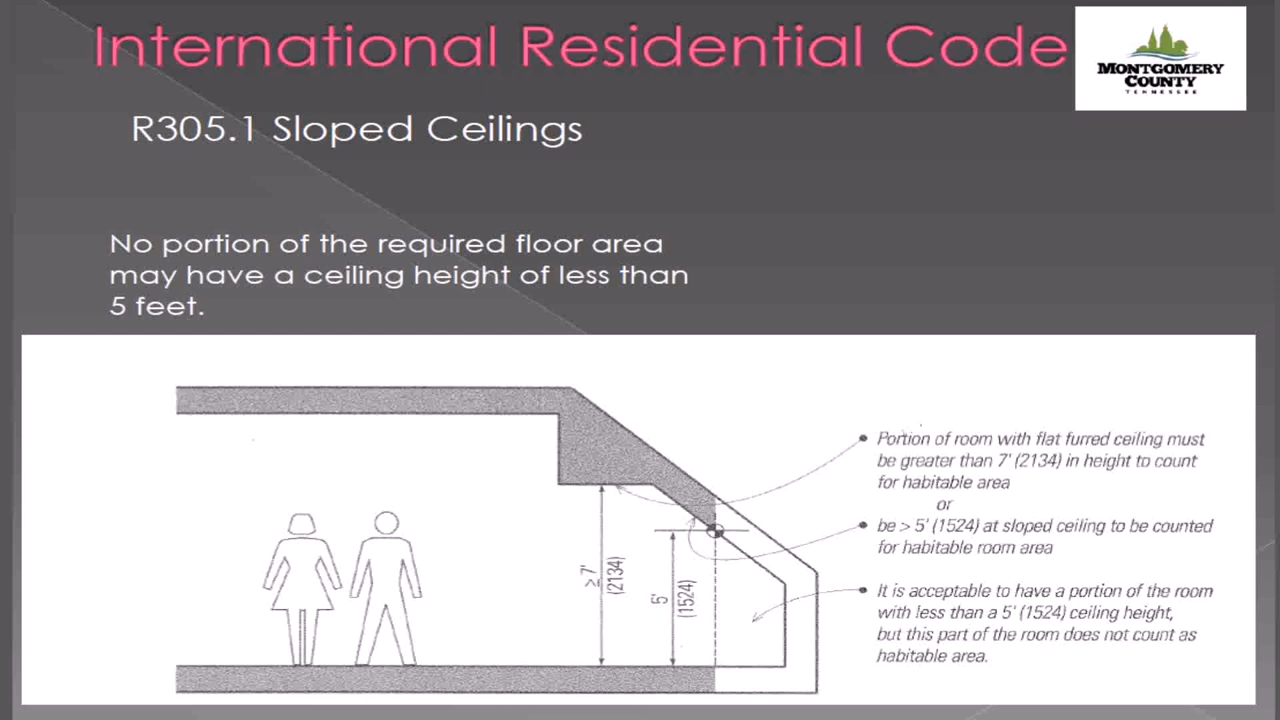 International Residential Code
MONTGOMERY
COUNTY
TENNESSEE
R305.1 Sloped Ceilings
No portion of the required floor area
may have a ceiling height of less than
5 feet.
Portion of room with flat furred ceiling must
be greater than 7' (2134) in height to count
for habitable area
or
be > 5' (1524) at sloped ceiling to be counted
for habitable room area
It is acceptable to have a portion of the room
with less than a 5' (1524) ceiling height,
but this part of the room does not count as
habitable area.
≥ 7'
(2134)
5'
(1524)